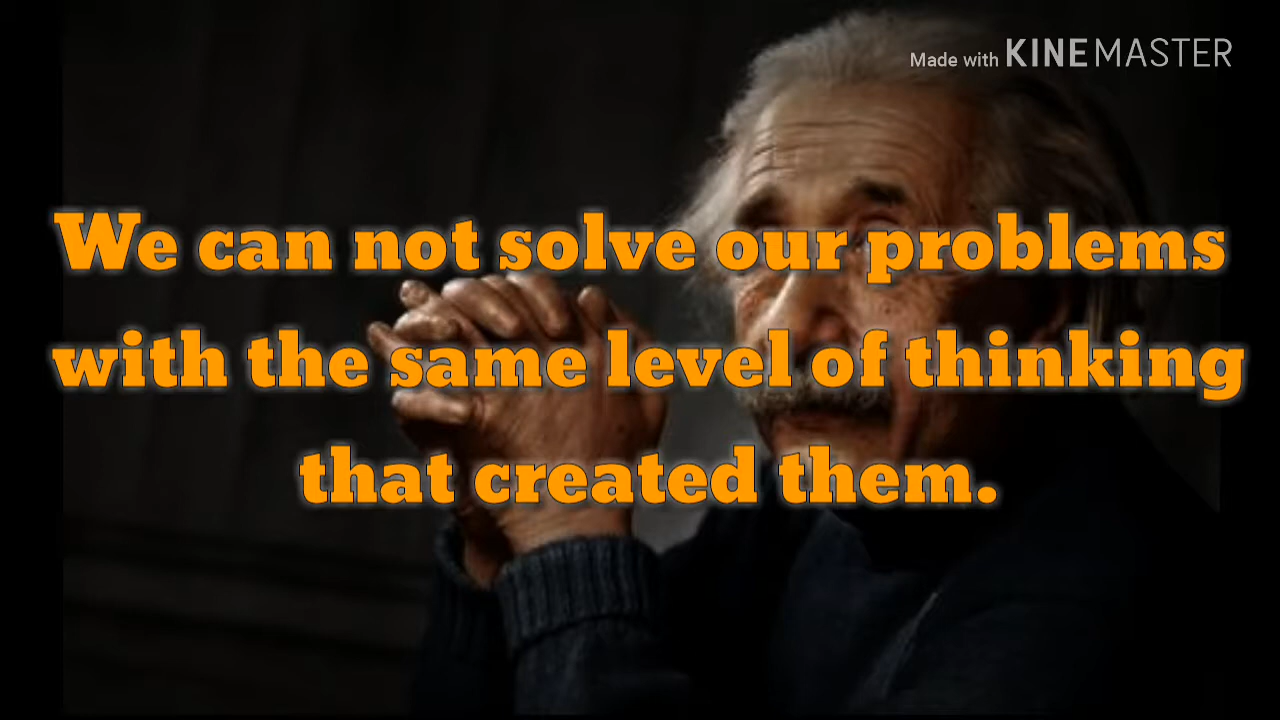 Made with KINEMASTER
We can not solve our problems
with the same level of thinking
that created them.